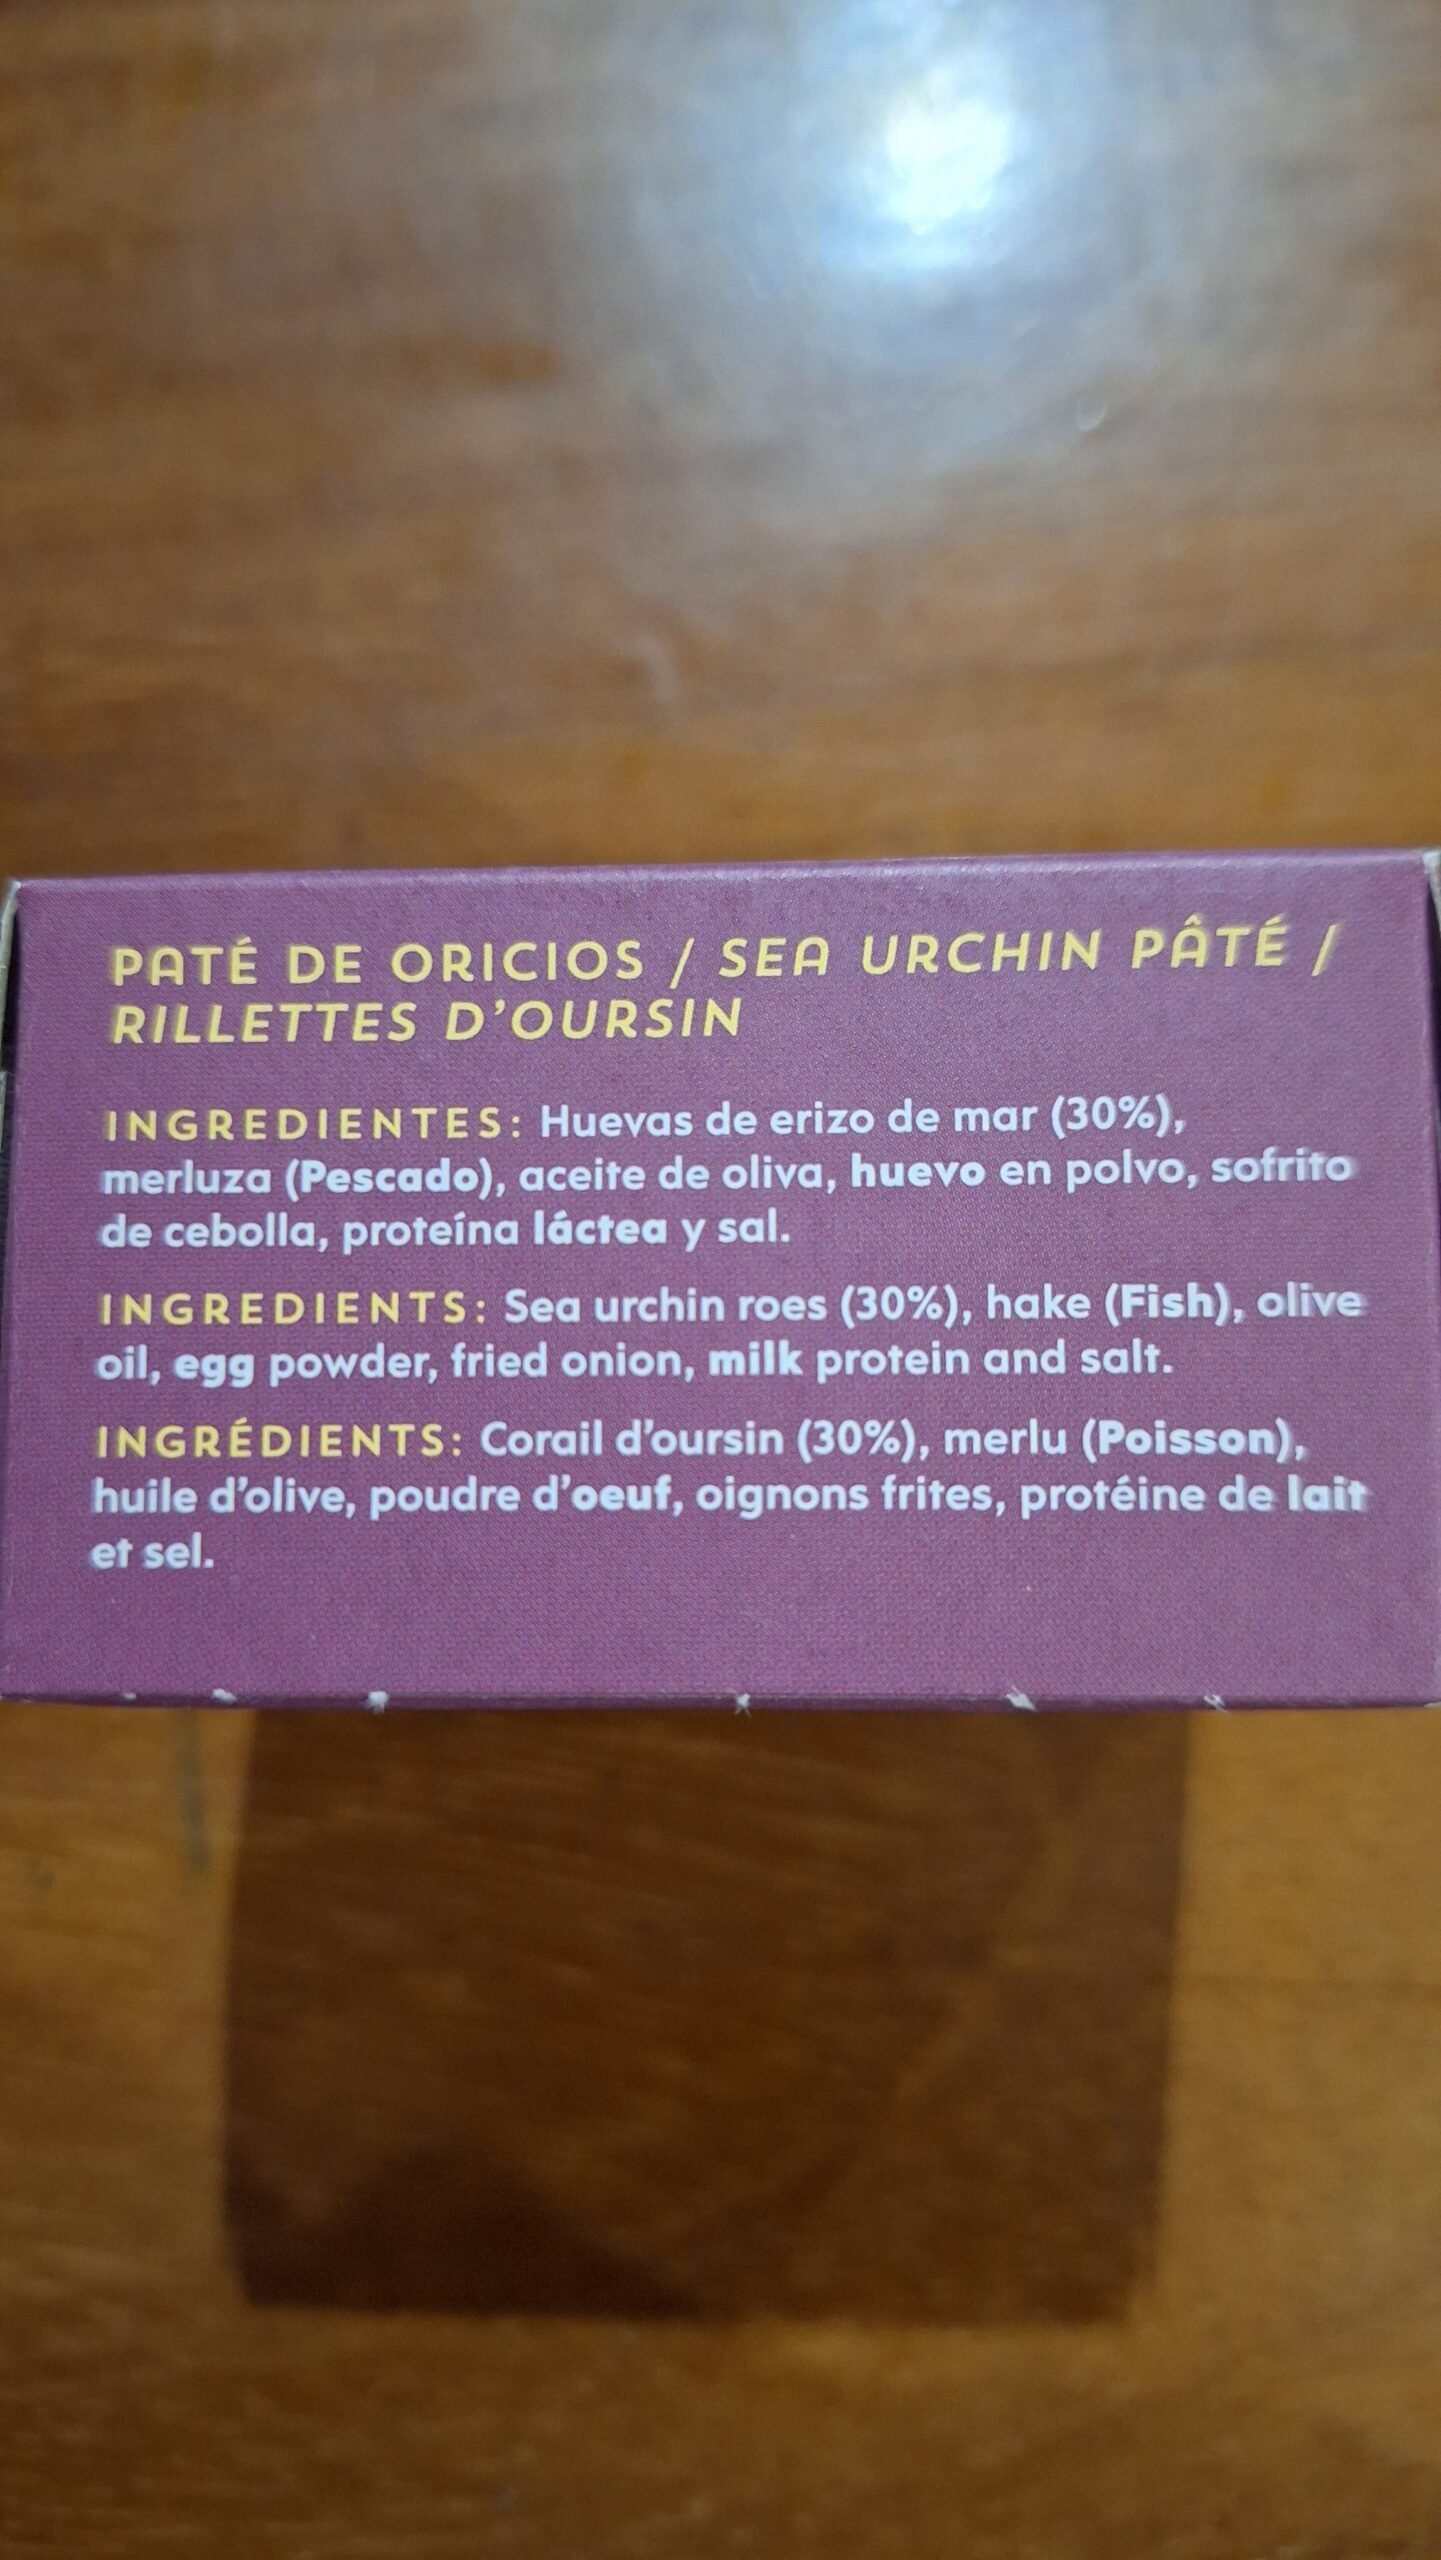 PATÉ DE ORICIOS / SEA URCHIN PÂTÉ /
RILLETTES D'OURSIN
INGREDIENTES: Huevas de erizo de mar (30%),
merluza (Pescado), aceite de oliva, huevo en polvo, sofrito
de cebolla, proteína láctea y sal.
INGREDIENTS: Sea urchin roes (30%), hake (Fish), olive
oil, egg powder, fried onion, milk protein and salt.
INGRÉDIENTS: Corail d'oursin (30%), merlu (Poisson),
huile d'olive, poudre d'oeuf, oignons frites, protéine de lait
et sel.